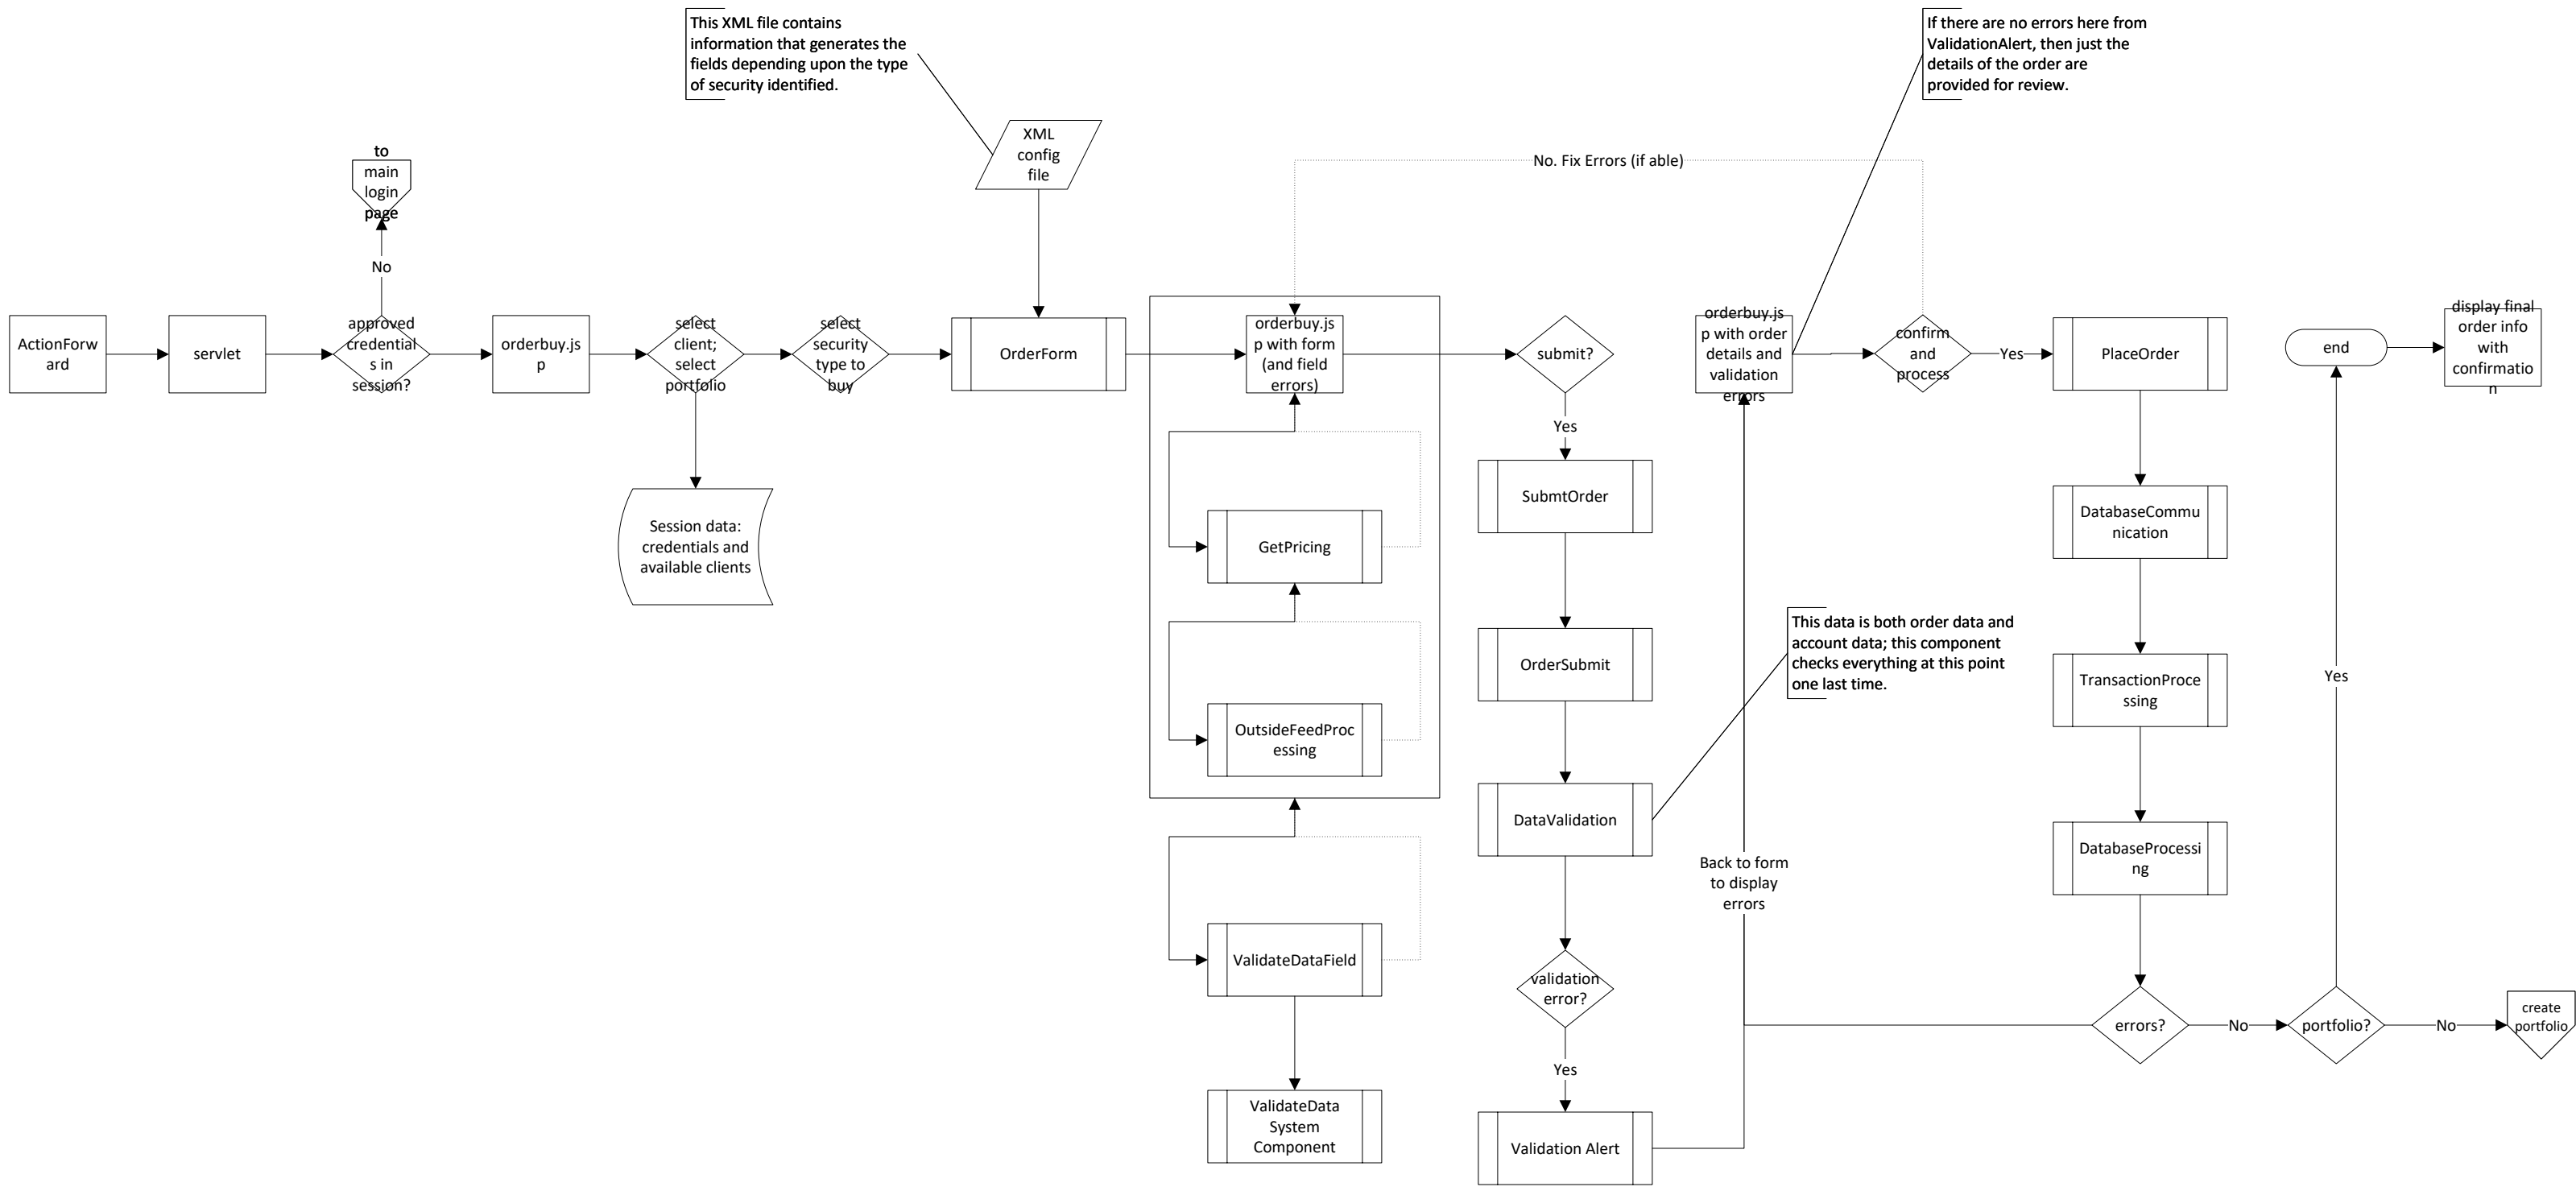 This XML file contains
information that generates the
fields depending upon the type
of security identified.
If there are no errors here from
ValidationAlert, then just the
details of the order are
provided for review.
XML
config
file
to
main
login
page
No. Fix Errors (if able)
No
ActionForw
ard
servlet
approved
credential
s in
session?
orderbuy.js
p
select
client;
select
portfolio
select
security
type to
buy
OrderForm
orderbuy.js
p with form
(and field
errors)
submit?
orderbuy.js
p with order
details and
validation
errors
confirm
and
process
Yes
PlaceOrder
end
display final
order info
with
confirmatio
n
Yes
Session data:
credentials and
available clients
GetPricing
SubmtOrder
DatabaseCommu
nication
This data is both order data and
account data; this component
checks everything at this point
one last time.
OutsideFeedProc
essing
OrderSubmit
TransactionProce
ssing
Yes
DataValidation
Back to form
to display
errors
DatabaseProcessi
ng
ValidateDataField
validation
error?
errors?
No
portfolio?
No
create
portfolio
Yes
ValidateData
System
Component
Validation Alert